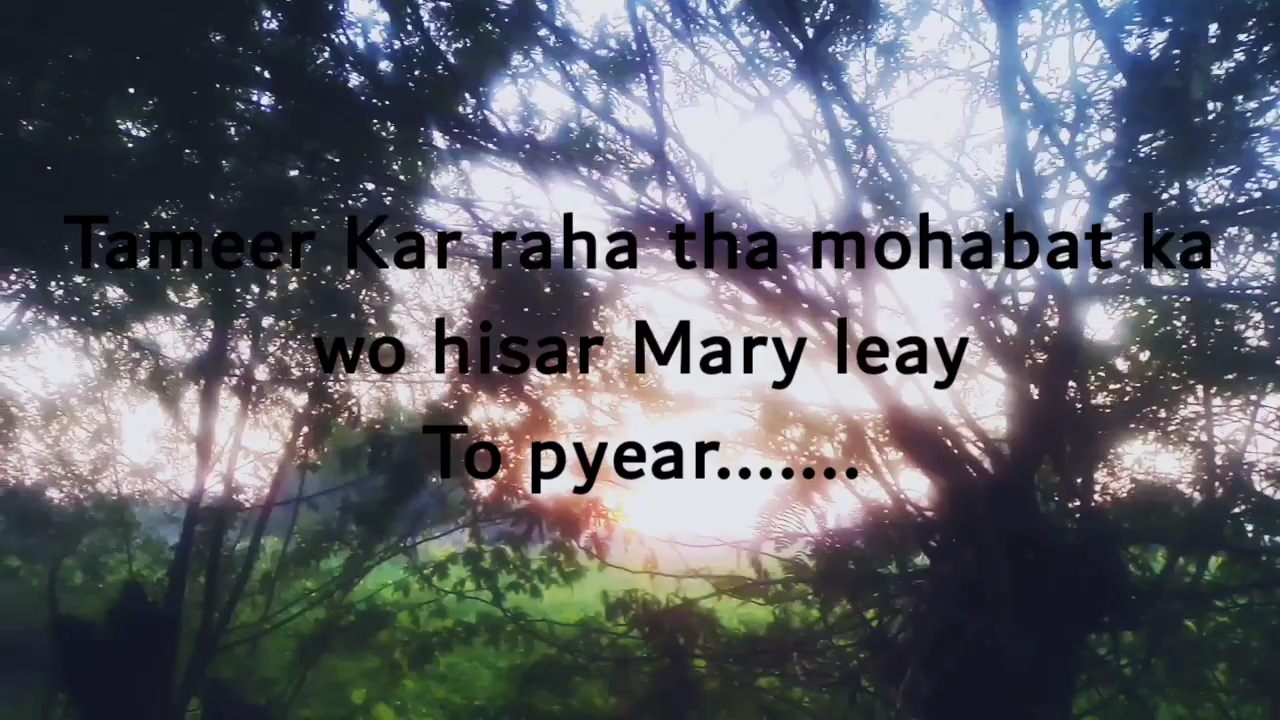 Tameer Kar raha tha mohabat ka
wo hisar Mary leay
To pyear.......